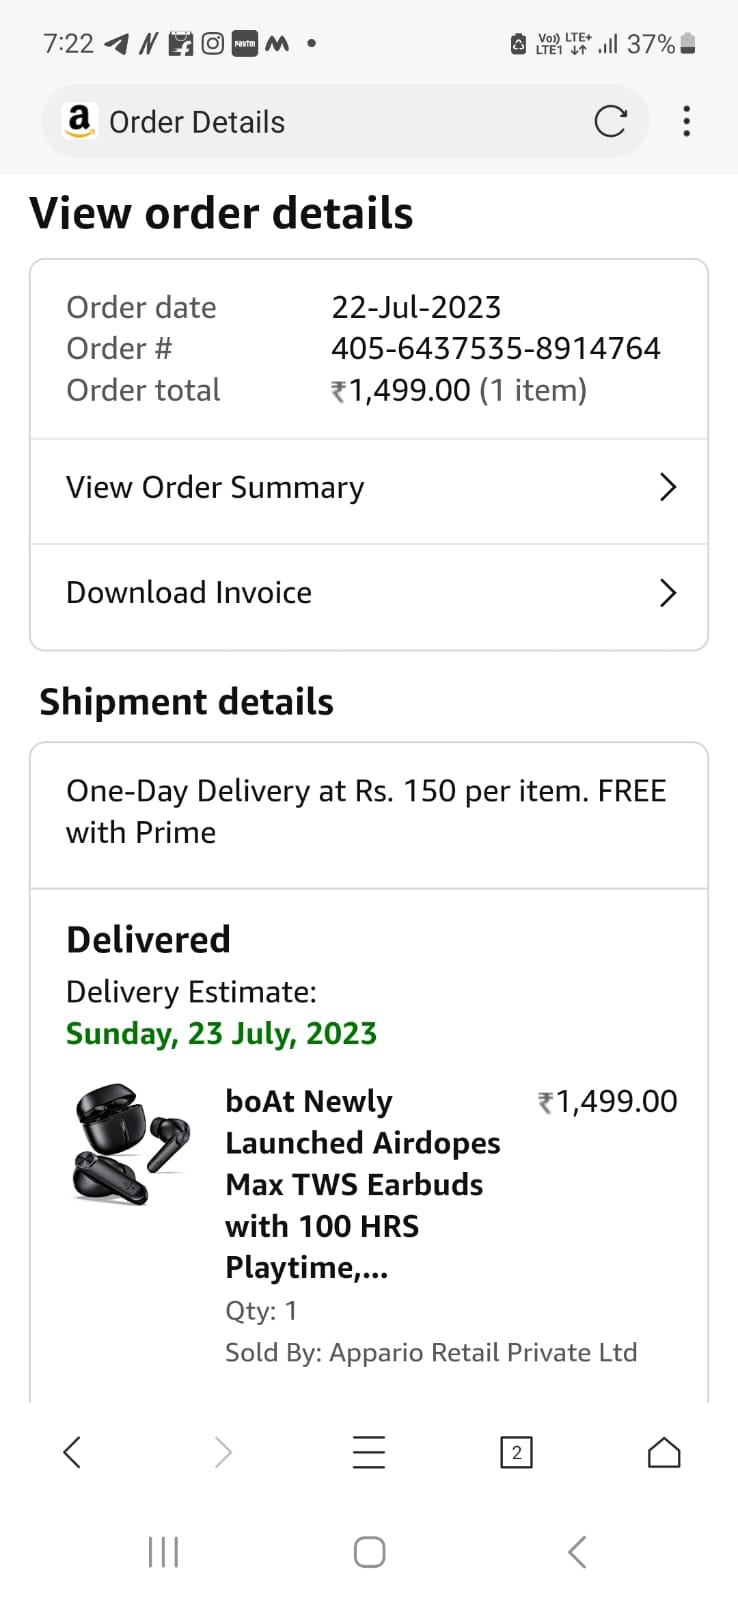 7:22
Paytm
Vo)) LTE+
LTE1
37%
a Order Details
View order details
Order date 22-Jul-2023
Order # 405-6437535-8914764
Order total ₹1,499.00 (1 item)
View Order Summary
Download Invoice
Shipment details
One-Day Delivery at Rs. 150 per item. FREE
with Prime
Delivered
Delivery Estimate:
Sunday, 23 July, 2023
boAt Newly ₹1,499.00
Launched Airdopes
Max TWS Earbuds
with 100 HRS
Playtime,...
Qty: 1
Sold By: Appario Retail Private Ltd
2